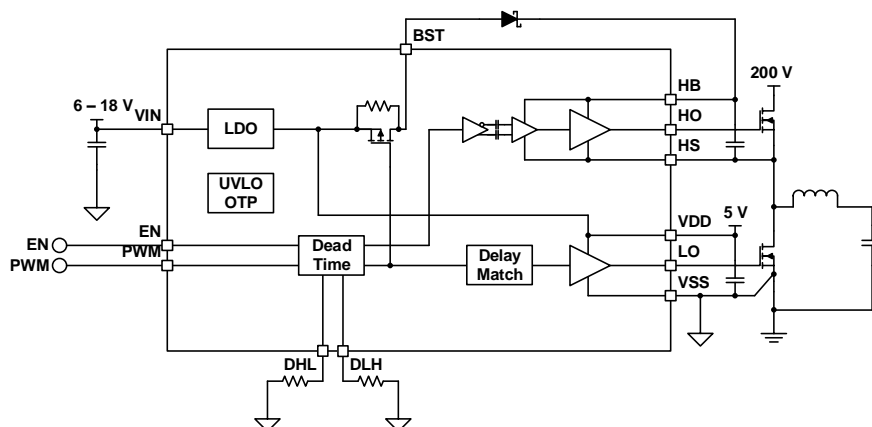 BST
200 V
6 – 18 V
VIN
LDO
HB
HO
HS
UVLO
OTP
5 V
EN
VDD
EN
PWM
Dead
Time
Delay
Match
LO
PWM
VSS
DHL
DLH